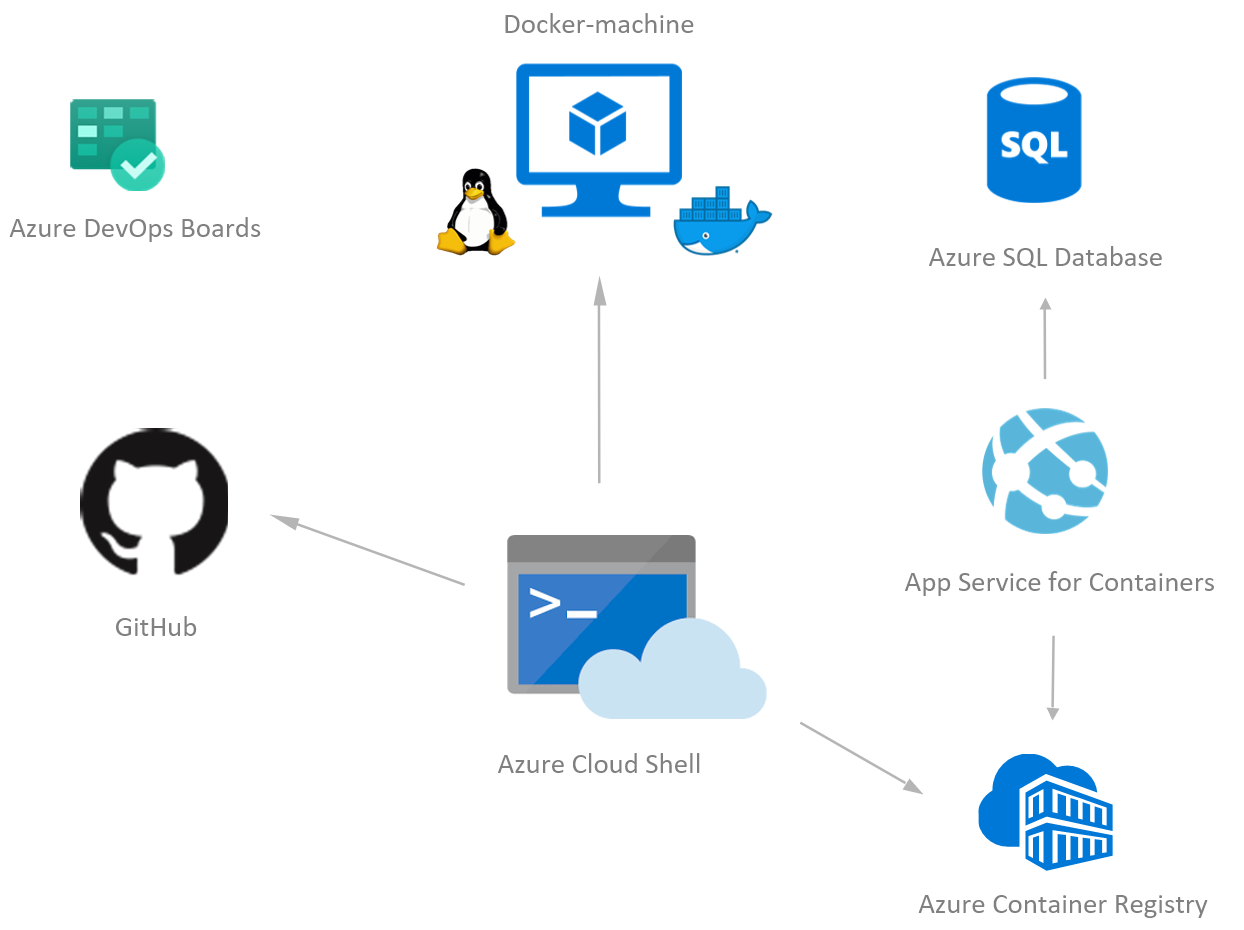 Docker-machine
SQL
Azure DevOps Boards
Azure SQL Database
>_
App Service for Containers
GitHub
Azure Cloud Shell
Azure Container Registry